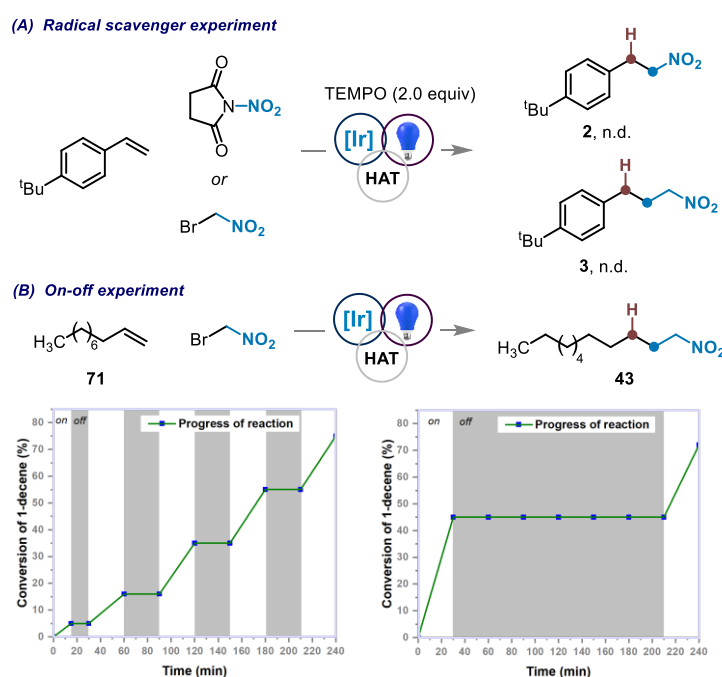 (A) Radical scavenger experiment
O
N—NO₂
O
ᵗBu
or
Br NO₂
TEMPO (2.0 equiv)
[Ir]
HAT
H
NO₂
ᵗBu
2, n.d.
H
NO₂
ᵗBu
3, n.d.
(B) On-off experiment
H₃C ( )₆
71
Br NO₂
[Ir]
HAT
H
H₃C ( )₄ NO₂
43
on off
Progress of reaction
Conversion of 1-decene (%)
80
70
60
50
40
30
20
10
0
0 20 40 60 80 100 120 140 160 180 200 220 240
Time (min)
on off
Progress of reaction
Conversion of 1-decene (%)
80
70
60
50
40
30
20
10
0
0 20 40 60 80 100 120 140 160 180 200 220 240
Time (min)